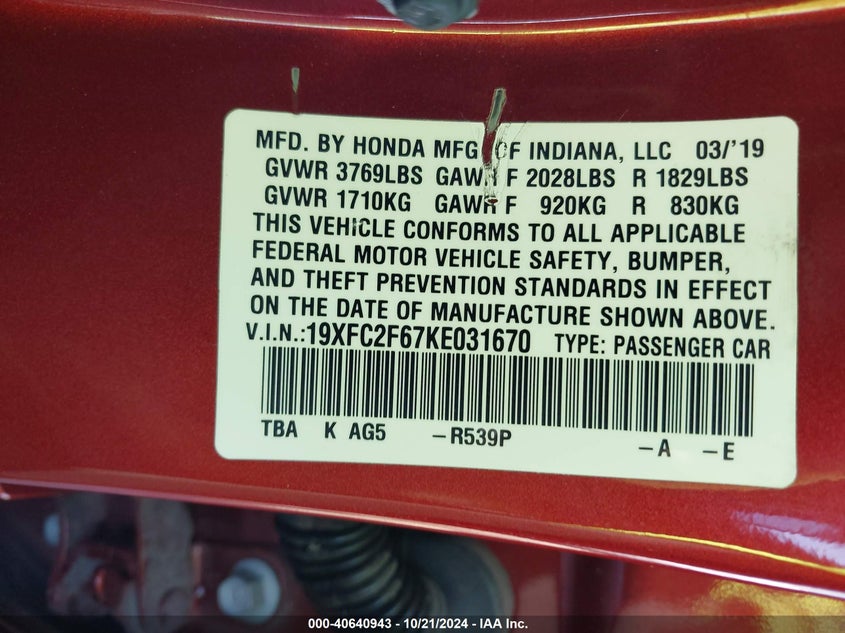 MFD. BY HONDA MFG OF INDIANA, LLC 03/'19
GVWR 3769LBS GAWR F 2028LBS R 1829LBS
GVWR 1710KG GAWR F 920KG R 830KG
THIS VEHICLE CONFORMS TO ALL APPLICABLE
FEDERAL MOTOR VEHICLE SAFETY, BUMPER,
AND THEFT PREVENTION STANDARDS IN EFFECT
ON THE DATE OF MANUFACTURE SHOWN ABOVE.
V.I.N.:19XFC2F67KE031670 TYPE: PASSENGER CAR
TBA K AG5 -R539P -A -E
000-40640943 - 10/21/2024 - IAA Inc.